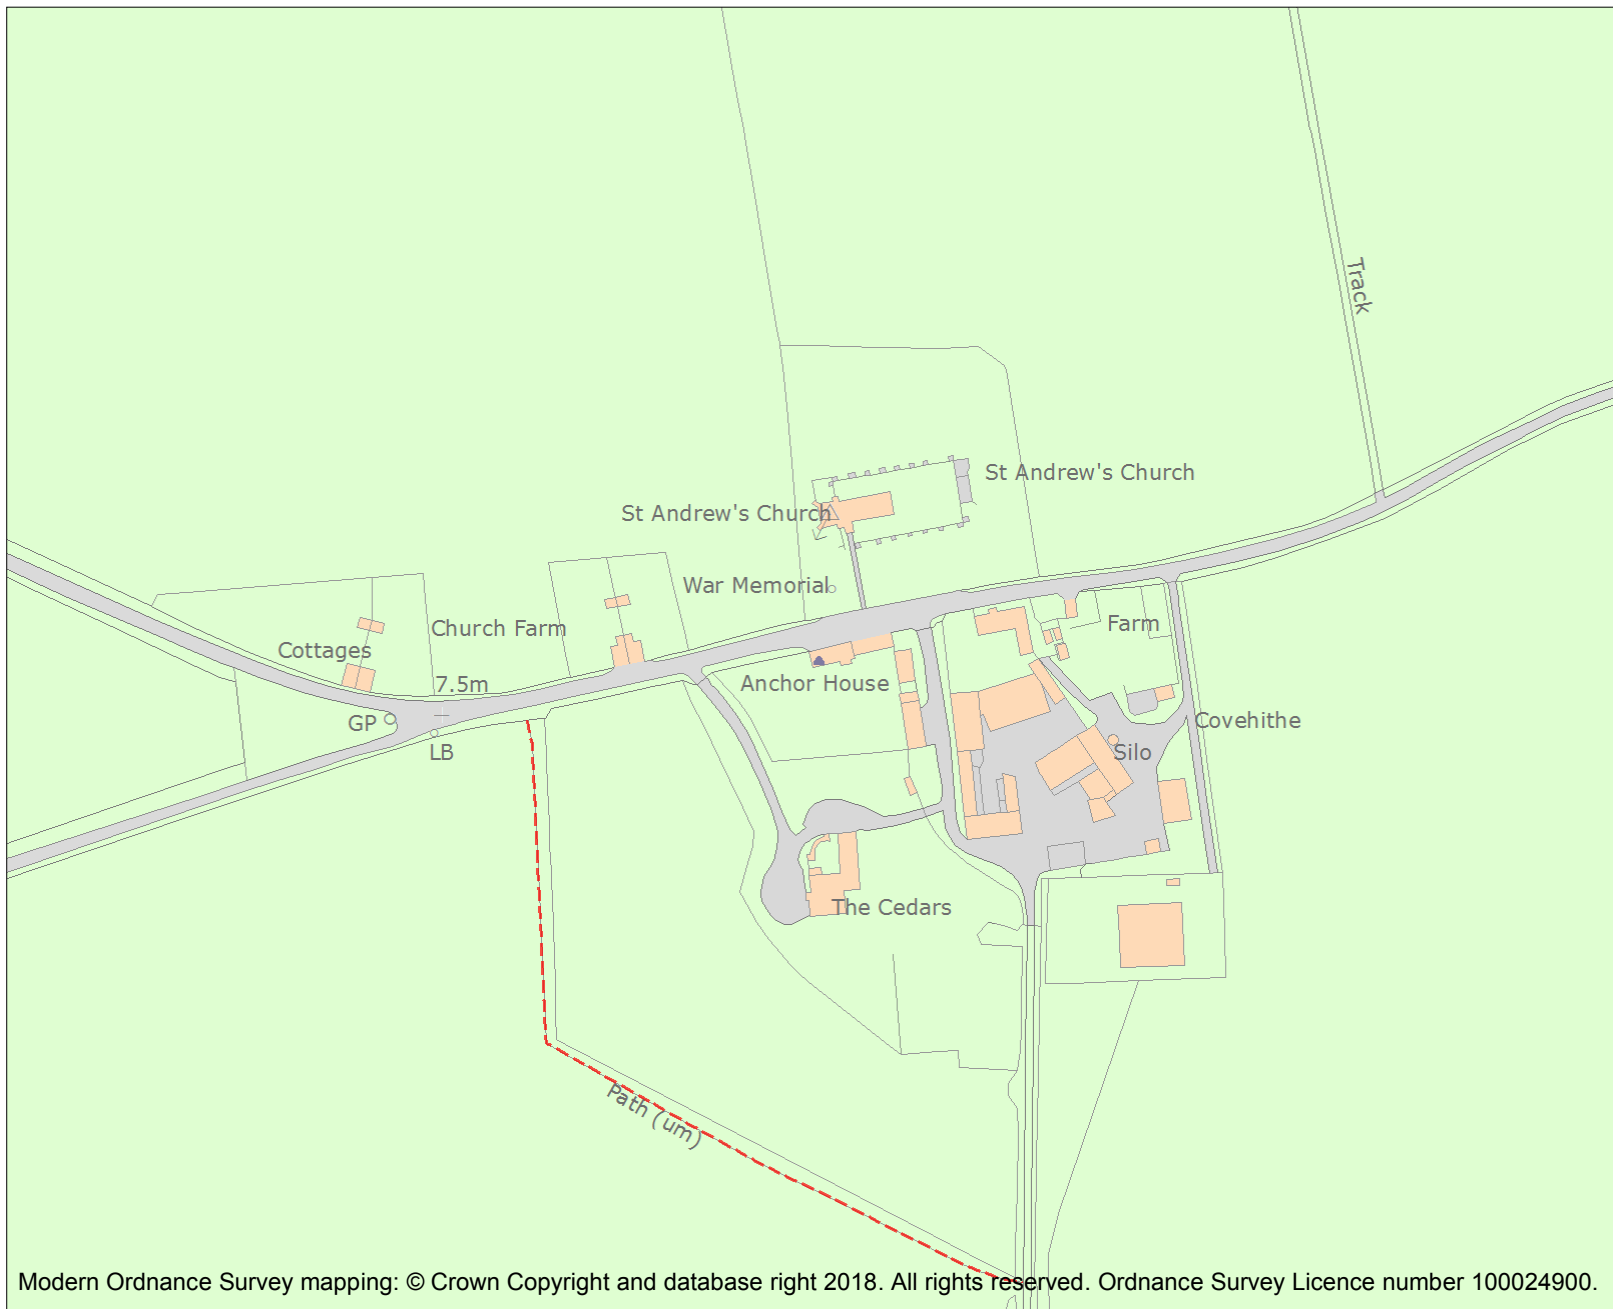 Track
St Andrew's Church
St Andrew's Church
War Memorial
Church Farm
Farm
Cottages
7.5m
Anchor House
GP
LB
Covehithe
Silo
The Cedars
Path (um)
Modern Ordnance Survey mapping: © Crown Copyright and database right 2018. All rights reserved. Ordnance Survey Licence number 100024900.